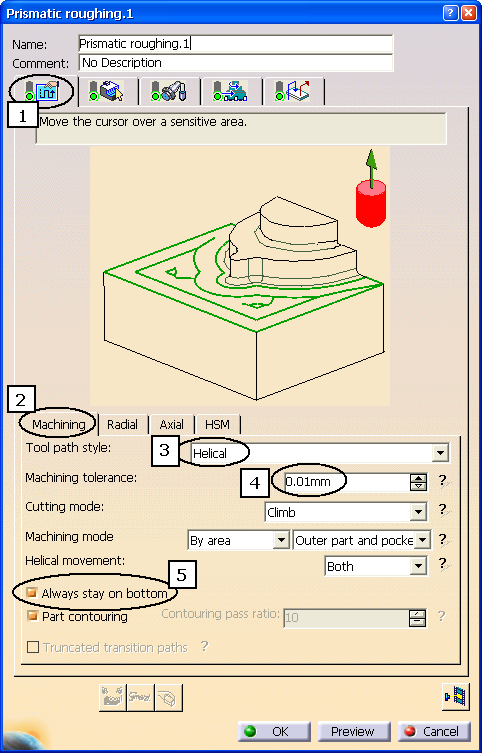 Prismatic roughing.1
Name: Prismatic roughing.1
Comment: No Description
1
Move the cursor over a sensitive area.
2
Machining Radial Axial HSM
3
Tool path style: Helical
4
Machining tolerance: 0.01mm ?
Cutting mode: Climb ?
Machining mode By area Outer part and pocke ?
Helical movement: Both ?
5
Always stay on bottom
Part contouring Contouring pass ratio: 10 ?
Truncated transition paths ?
Smart
OK Preview Cancel